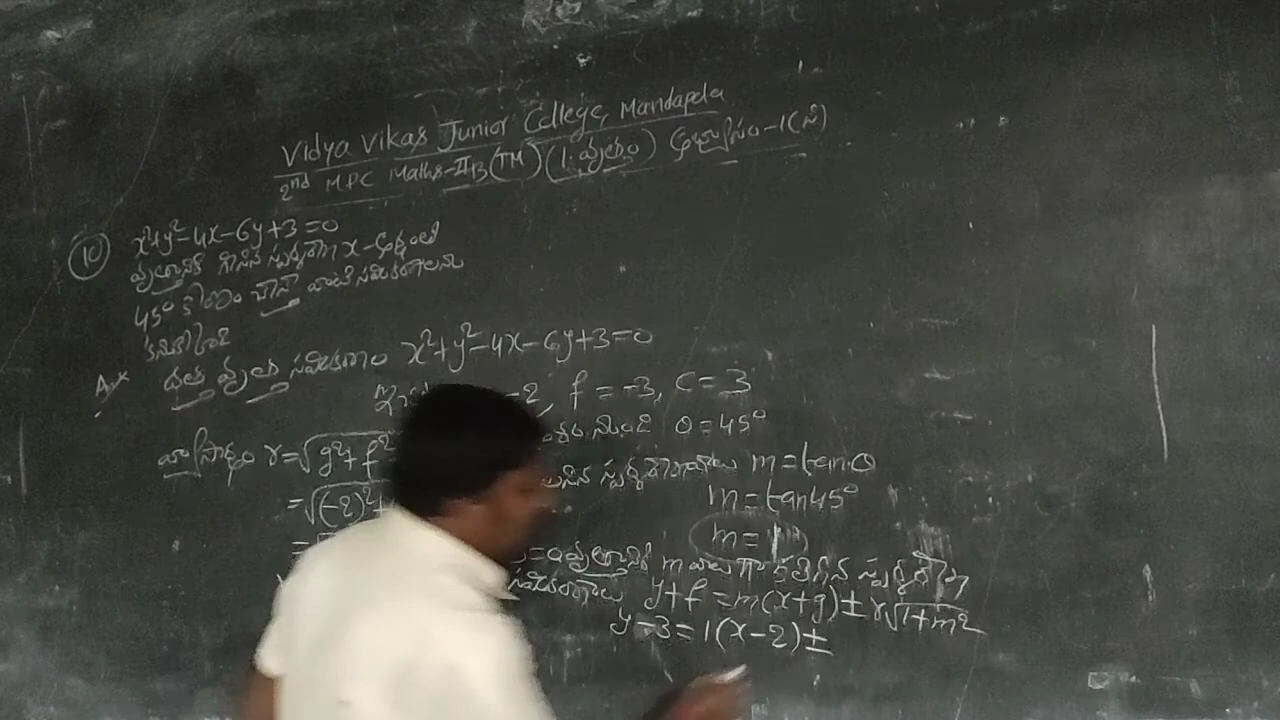 Vidya Vikas Junior College, Mandapeta
2nd MPC Maths-IIB(TM) (1. వృత్తం) అభ్యాసం-1(సి)
10
x²+y²-4x-6y+3=0
వృత్తానికి గీసిన స్పర్శరేఖ x-అక్షంతో
45° కోణం చేస్తే వాటి సమీకరణాలను
కనుకోండి
దత్త వృత్త సమీకరణం x²+y²-4x-6y+3=0
-2, f = -3, c = 3
నుండి θ=45°
వ్యాసార్థం r=√g²+f²
స్పర్శరేఖ వాలు m=tanθ
=√(-2)²+
m=tan45°
m=1
=0 వృత్తానికి m వాలుగా కలిగిన స్పర్శరేఖ
సమీకరణాలు y+f=m(x+g)±r√1+m²
y-3=1(x-2)±